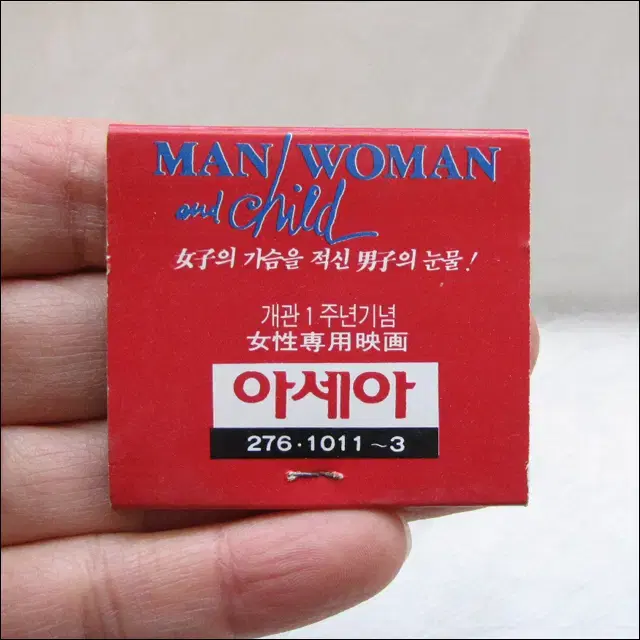 MAN/WOMAN
and Child
女子의 가슴을 적신 男子의 눈물!
개관 1 주년기념
女性専用映画
아세아
276·1011~3